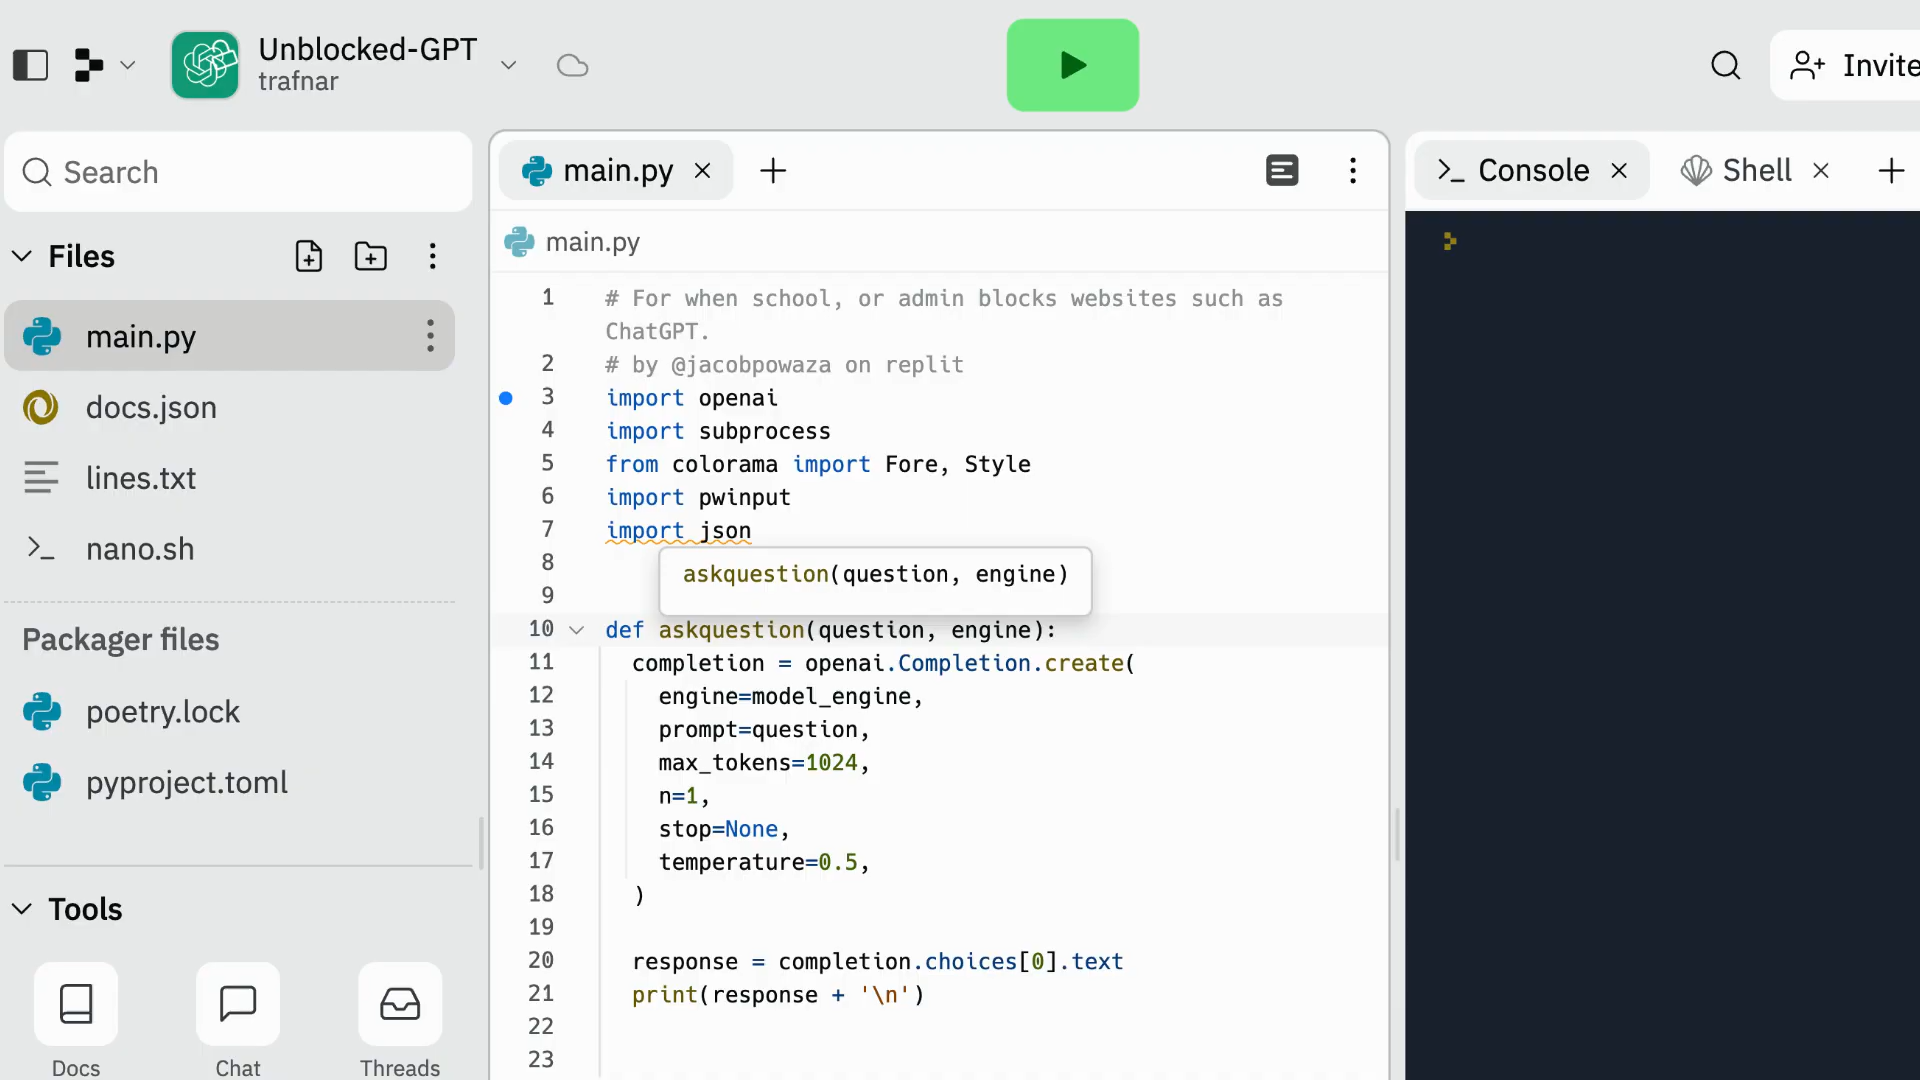 Unblocked-GPT
trafnar
Invite
Search
Files
main.py
docs.json
lines.txt
nano.sh
Packager files
poetry.lock
pyproject.toml
Tools
Docs
Chat
Threads
main.py
main.py
1 # For when school, or admin blocks websites such as
ChatGPT.
2 # by @jacobpowaza on replit
3 import openai
4 import subprocess
5 from colorama import Fore, Style
6 import pwinput
7 import json
8
askquestion(question, engine)
9
10 def askquestion(question, engine):
11 completion = openai.Completion.create(
12 engine=model_engine,
13 prompt=question,
14 max_tokens=1024,
15 n=1,
16 stop=None,
17 temperature=0.5,
18 )
19
20 response = completion.choices[0].text
21 print(response + '\n')
22
23
Console
Shell